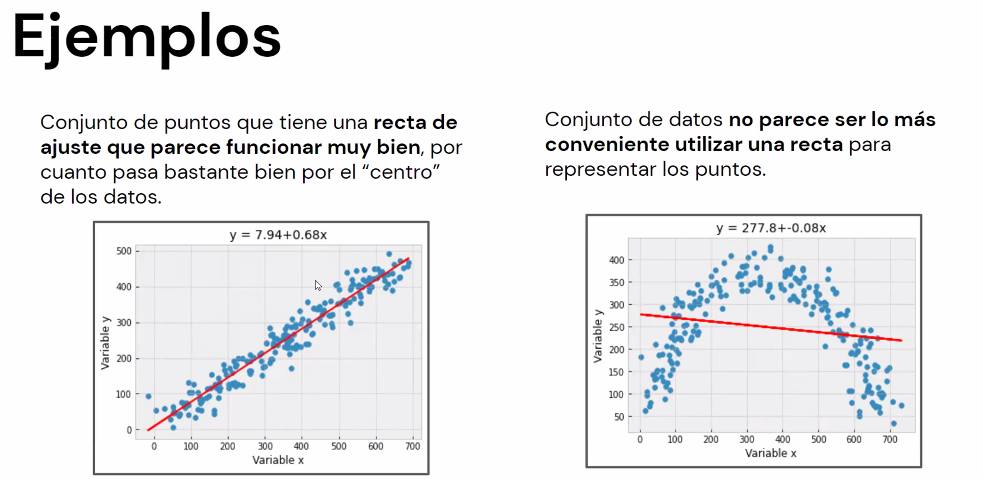 Ejemplos
Conjunto de puntos que tiene una recta de
ajuste que parece funcionar muy bien, por
cuanto pasa bastante bien por el “centro”
de los datos.
y = 7.94+0.68x
500
400
300
200
100
0
Variable y
0 100 200 300 400 500 600 700
Variable x
Conjunto de datos no parece ser lo más
conveniente utilizar una recta para
representar los puntos.
y = 277.8+-0.08x
400
350
300
250
200
150
100
50
Variable y
0 100 200 300 400 500 600 700
Variable x